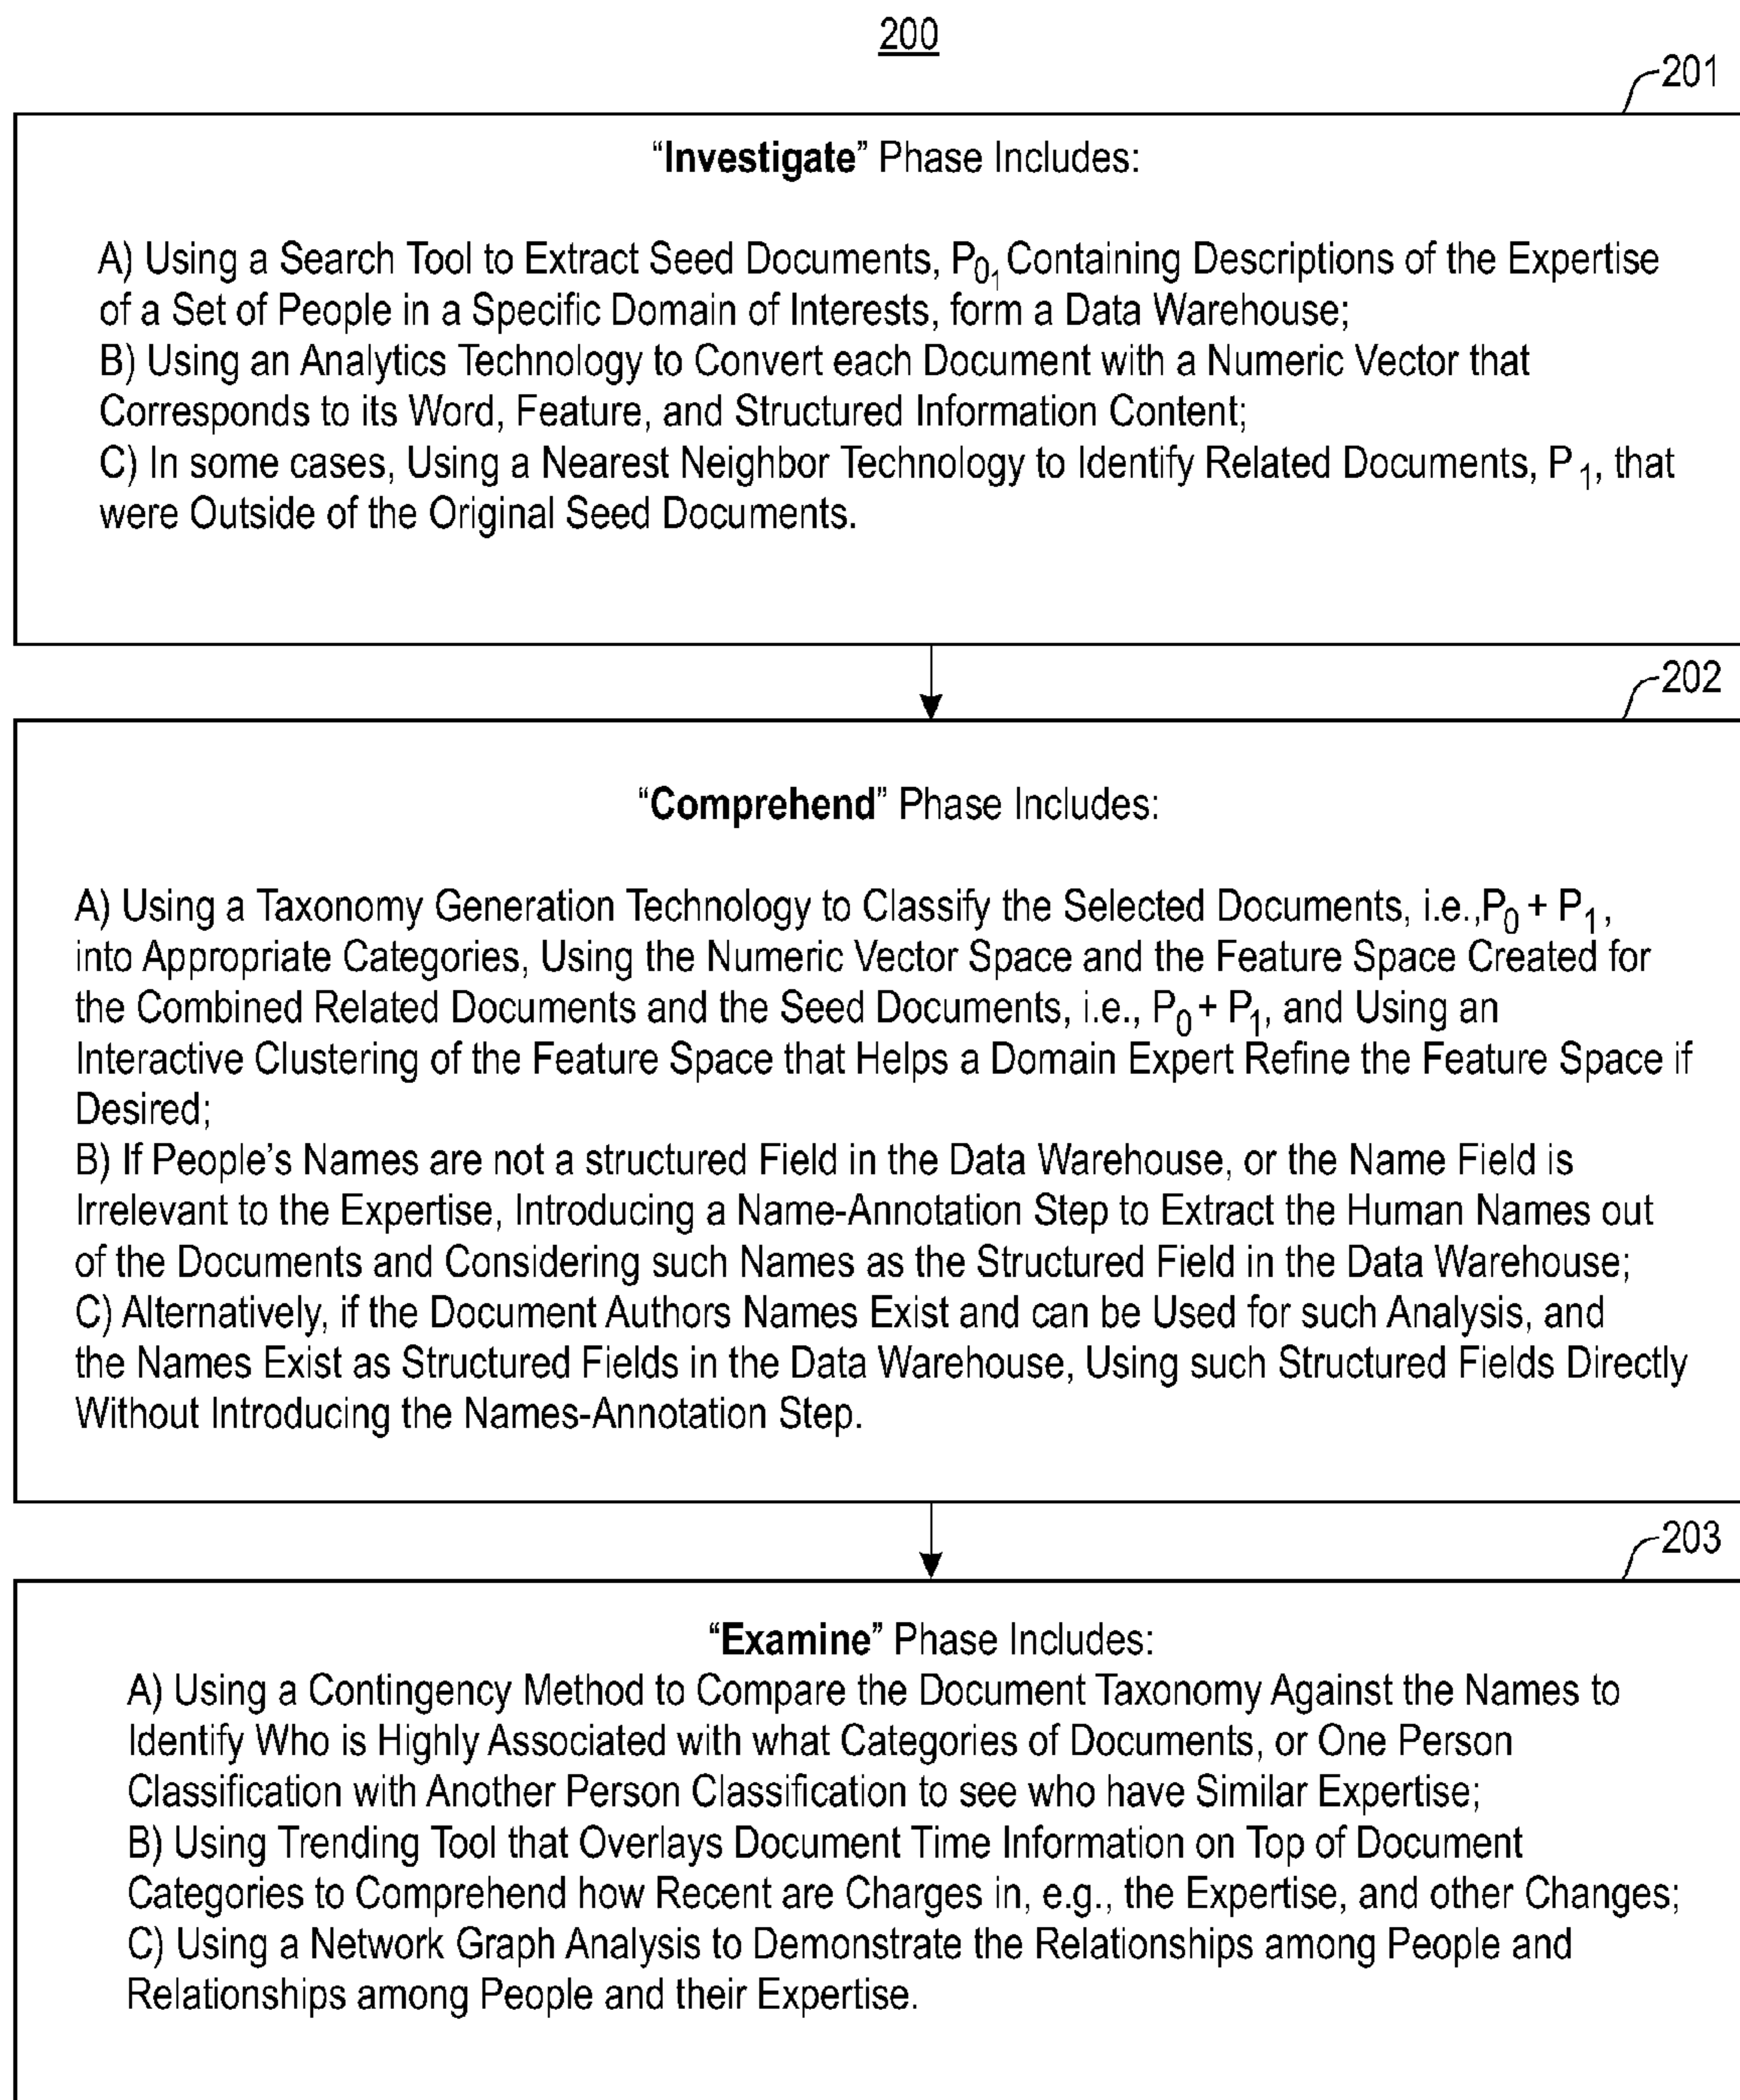 200
201
“Investigate” Phase Includes:
A) Using a Search Tool to Extract Seed Documents, P0, Containing Descriptions of the Expertise
of a Set of People in a Specific Domain of Interests, form a Data Warehouse;
B) Using an Analytics Technology to Convert each Document with a Numeric Vector that
Corresponds to its Word, Feature, and Structured Information Content;
C) In some cases, Using a Nearest Neighbor Technology to Identify Related Documents, P1, that
were Outside of the Original Seed Documents.
202
“Comprehend” Phase Includes:
A) Using a Taxonomy Generation Technology to Classify the Selected Documents, i.e.,P0 + P1,
into Appropriate Categories, Using the Numeric Vector Space and the Feature Space Created for
the Combined Related Documents and the Seed Documents, i.e., P0 + P1, and Using an
Interactive Clustering of the Feature Space that Helps a Domain Expert Refine the Feature Space if
Desired;
B) If People’s Names are not a structured Field in the Data Warehouse, or the Name Field is
Irrelevant to the Expertise, Introducing a Name-Annotation Step to Extract the Human Names out
of the Documents and Considering such Names as the Structured Field in the Data Warehouse;
C) Alternatively, if the Document Authors Names Exist and can be Used for such Analysis, and
the Names Exist as Structured Fields in the Data Warehouse, Using such Structured Fields Directly
Without Introducing the Names-Annotation Step.
203
“Examine” Phase Includes:
A) Using a Contingency Method to Compare the Document Taxonomy Against the Names to
Identify Who is Highly Associated with what Categories of Documents, or One Person
Classification with Another Person Classification to see who have Similar Expertise;
B) Using Trending Tool that Overlays Document Time Information on Top of Document
Categories to Comprehend how Recent are Charges in, e.g., the Expertise, and other Changes;
C) Using a Network Graph Analysis to Demonstrate the Relationships among People and
Relationships among People and their Expertise.